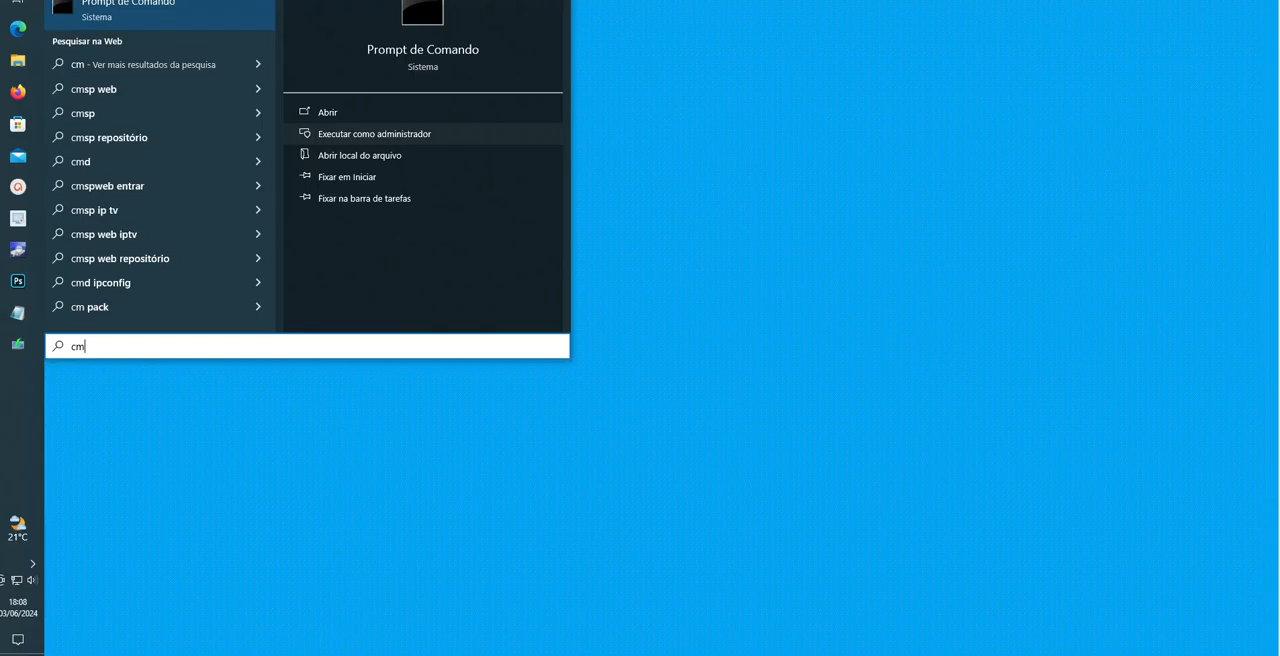 Prompt de Comando
Sistema
Pesquisar na Web
cm - Ver mais resultados da pesquisa
cmsp web
cmsp
cmsp repositório
cmd
cmspweb entrar
cmsp ip tv
cmsp web iptv
cmsp web repositório
cmd ipconfig
cm pack
cm
Prompt de Comando
Sistema
Abrir
Executar como administrador
Abrir local do arquivo
Fixar em Iniciar
Fixar na barra de tarefas
Ps
21°C
18:08
03/06/2024